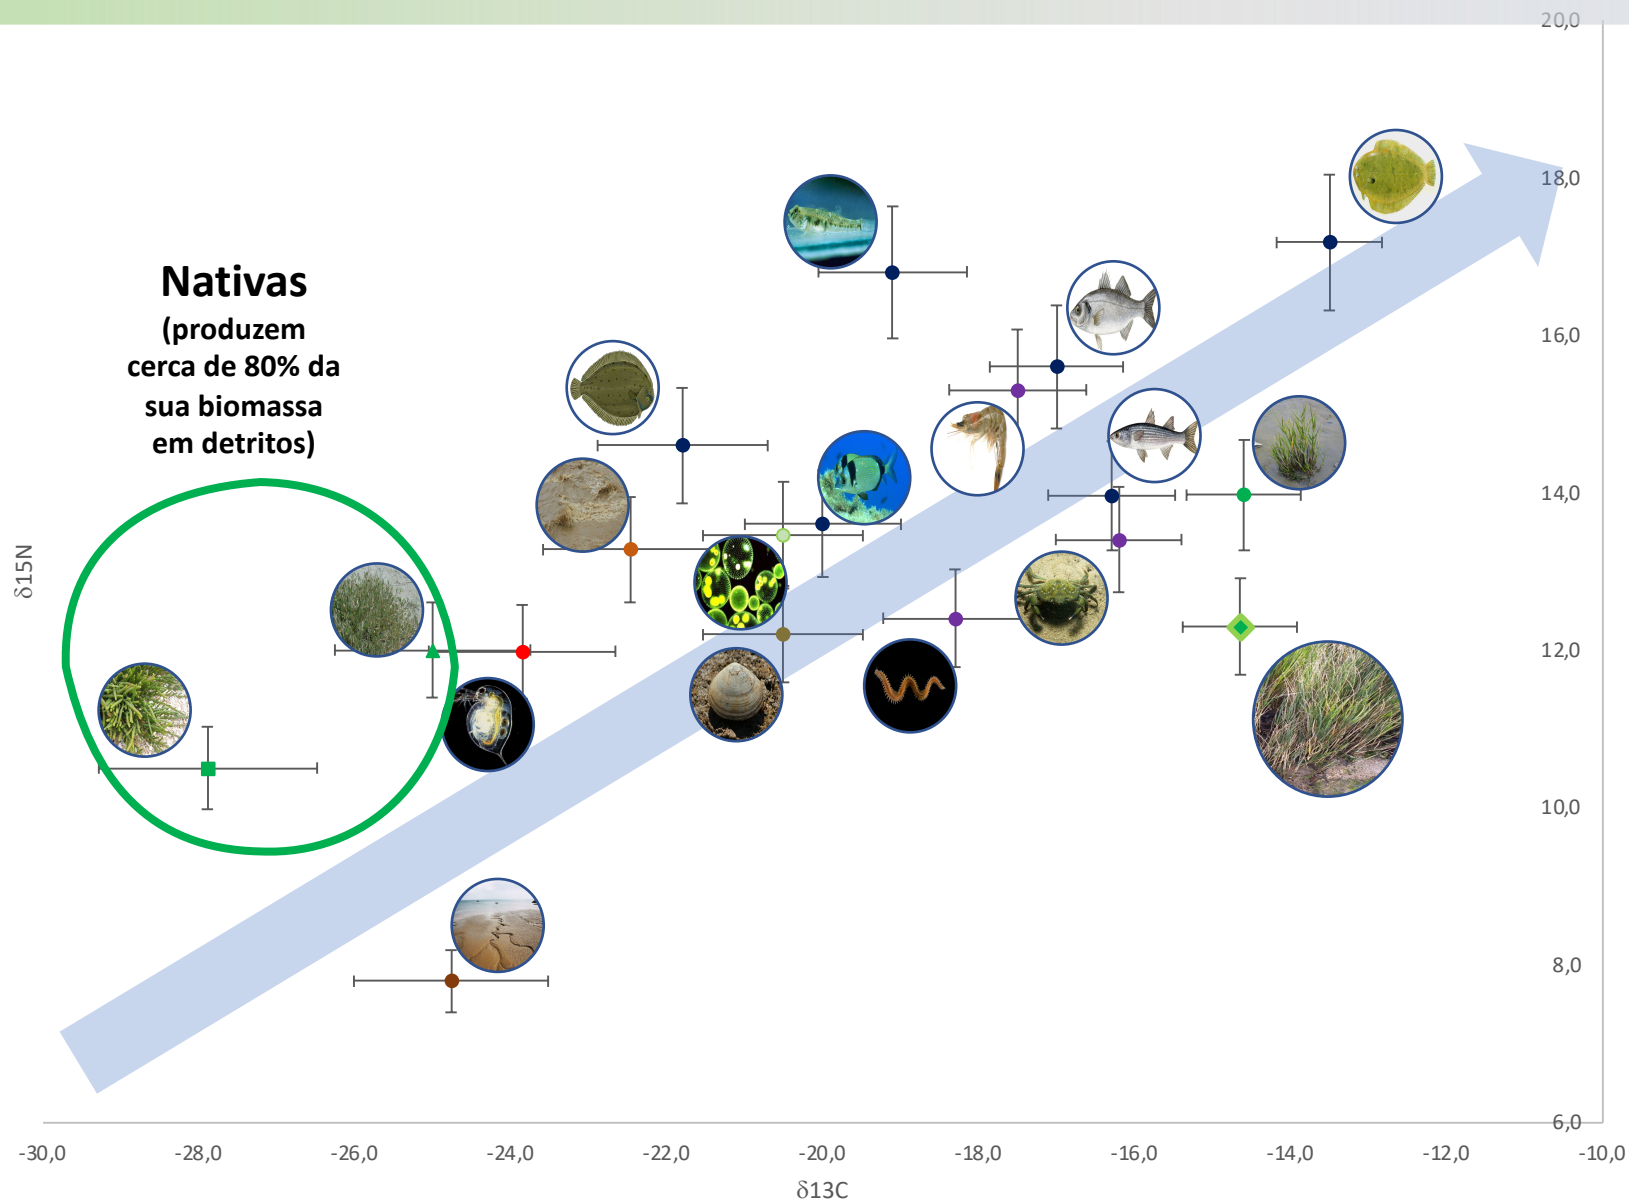 20,0
18,0
Nativas
(produzem
cerca de 80% da
sua biomassa
em detritos)
16,0
14,0
δ15N
12,0
10,0
8,0
6,0
-30,0 -28,0 -26,0 -24,0 -22,0 -20,0 -18,0 -16,0 -14,0 -12,0 -10,0
δ13C